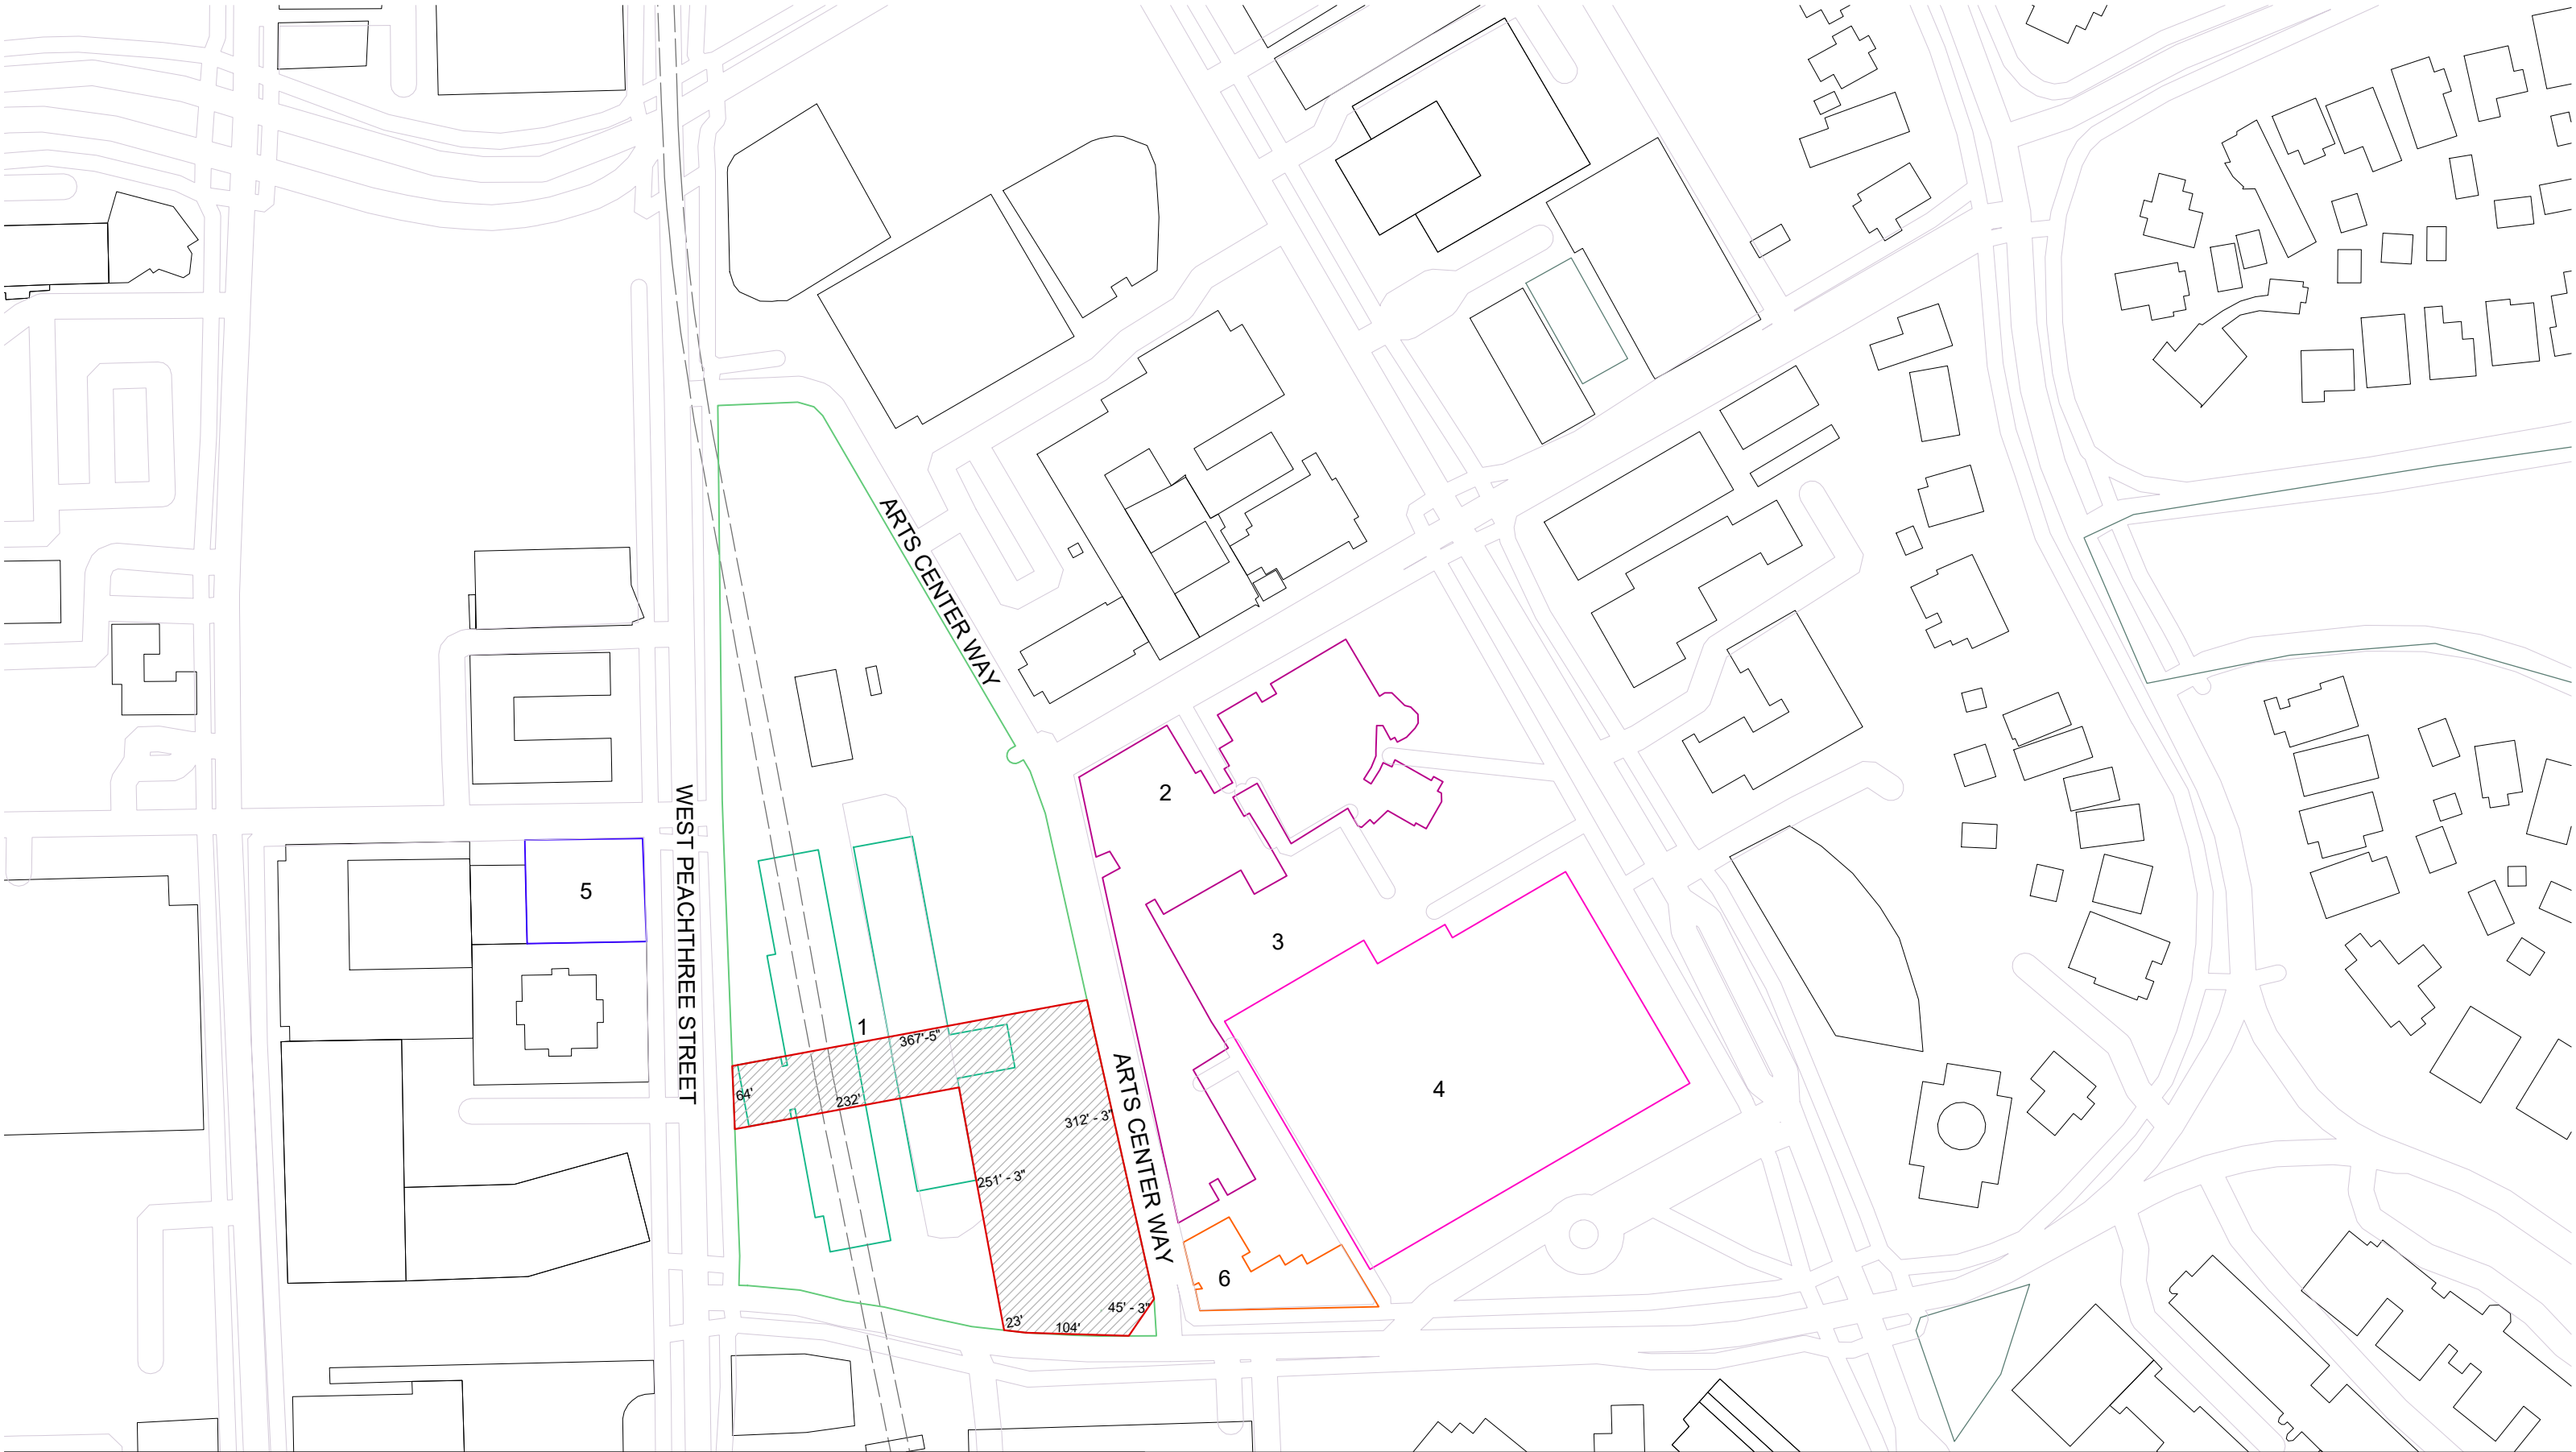 ARTS CENTER WAY
2
WEST PEACHTHREE STREET
5
3
1
367'-5"
4
64'
232'
312' - 3"
ARTS CENTER WAY
251' - 3"
6
45' - 3"
23'
104'